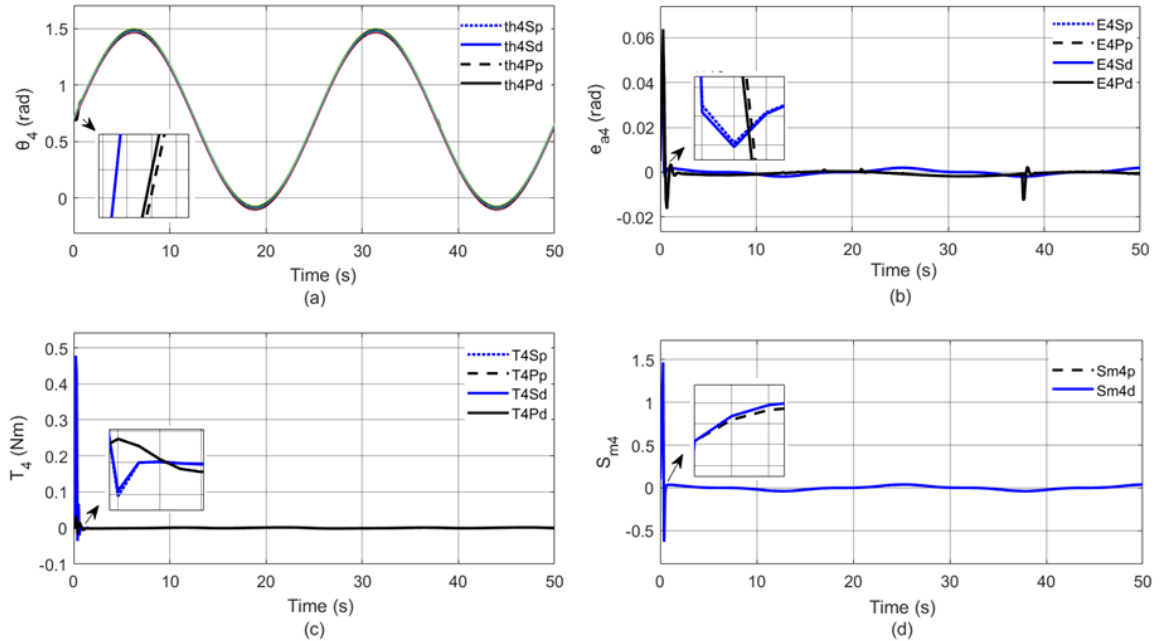 1.5
1
0.5
0
θ4 (rad)
th4Sp
th4Sd
th4Pp
th4Pd
0 10 20 30 40 50
Time (s)
(a)
0.06
0.04
0.02
0
-0.02
ea4 (rad)
E4Sp
E4Pp
E4Sd
E4Pd
0 10 20 30 40 50
Time (s)
(b)
0.5
0.4
0.3
0.2
0.1
0
-0.1
T4 (Nm)
T4Sp
T4Pp
T4Sd
T4Pd
0 10 20 30 40 50
Time (s)
(c)
1.5
1
0.5
0
-0.5
Sm4
Sm4p
Sm4d
0 10 20 30 40 50
Time (s)
(d)